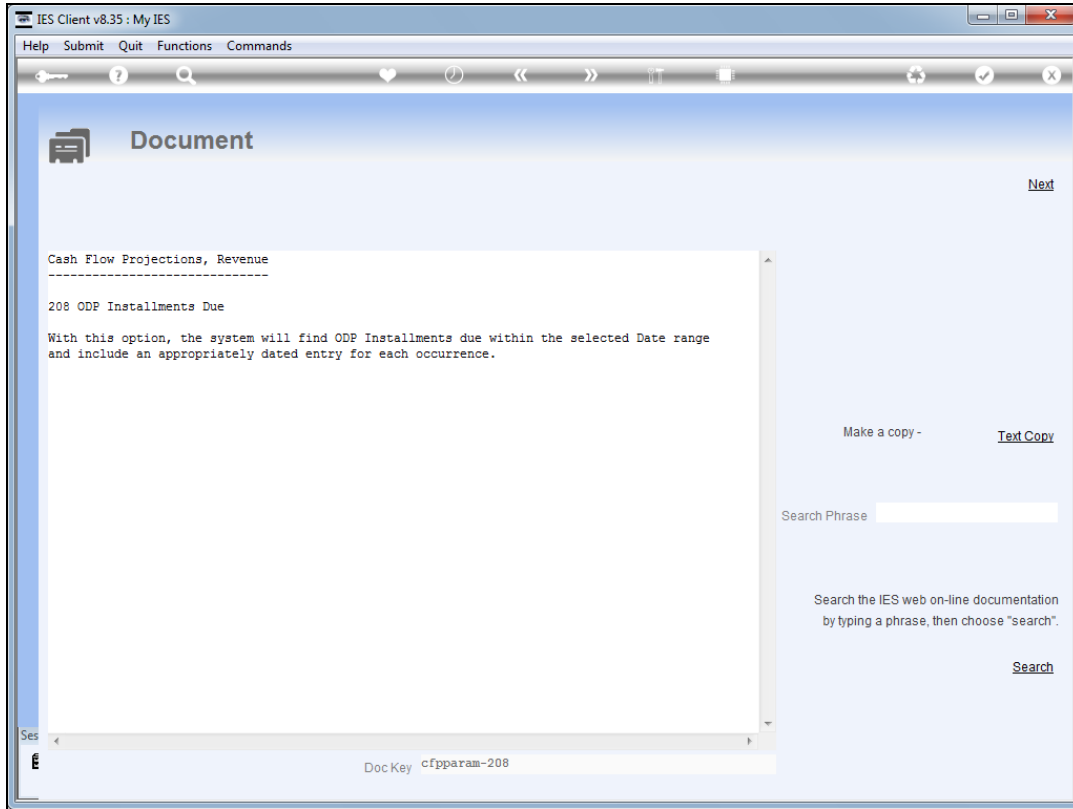 IES Client v8.35 : My IES
Help Submit Quit Functions Commands
Document
Next
Cash Flow Projections, Revenue
------------------------------
208 ODP Installments Due
With this option, the system will find ODP Installments due within the selected Date range
and include an appropriately dated entry for each occurrence.
Make a copy - Text Copy
Search Phrase
Search the IES web on-line documentation
by typing a phrase, then choose "search".
Search
Ses
Doc Key cfpparam-208